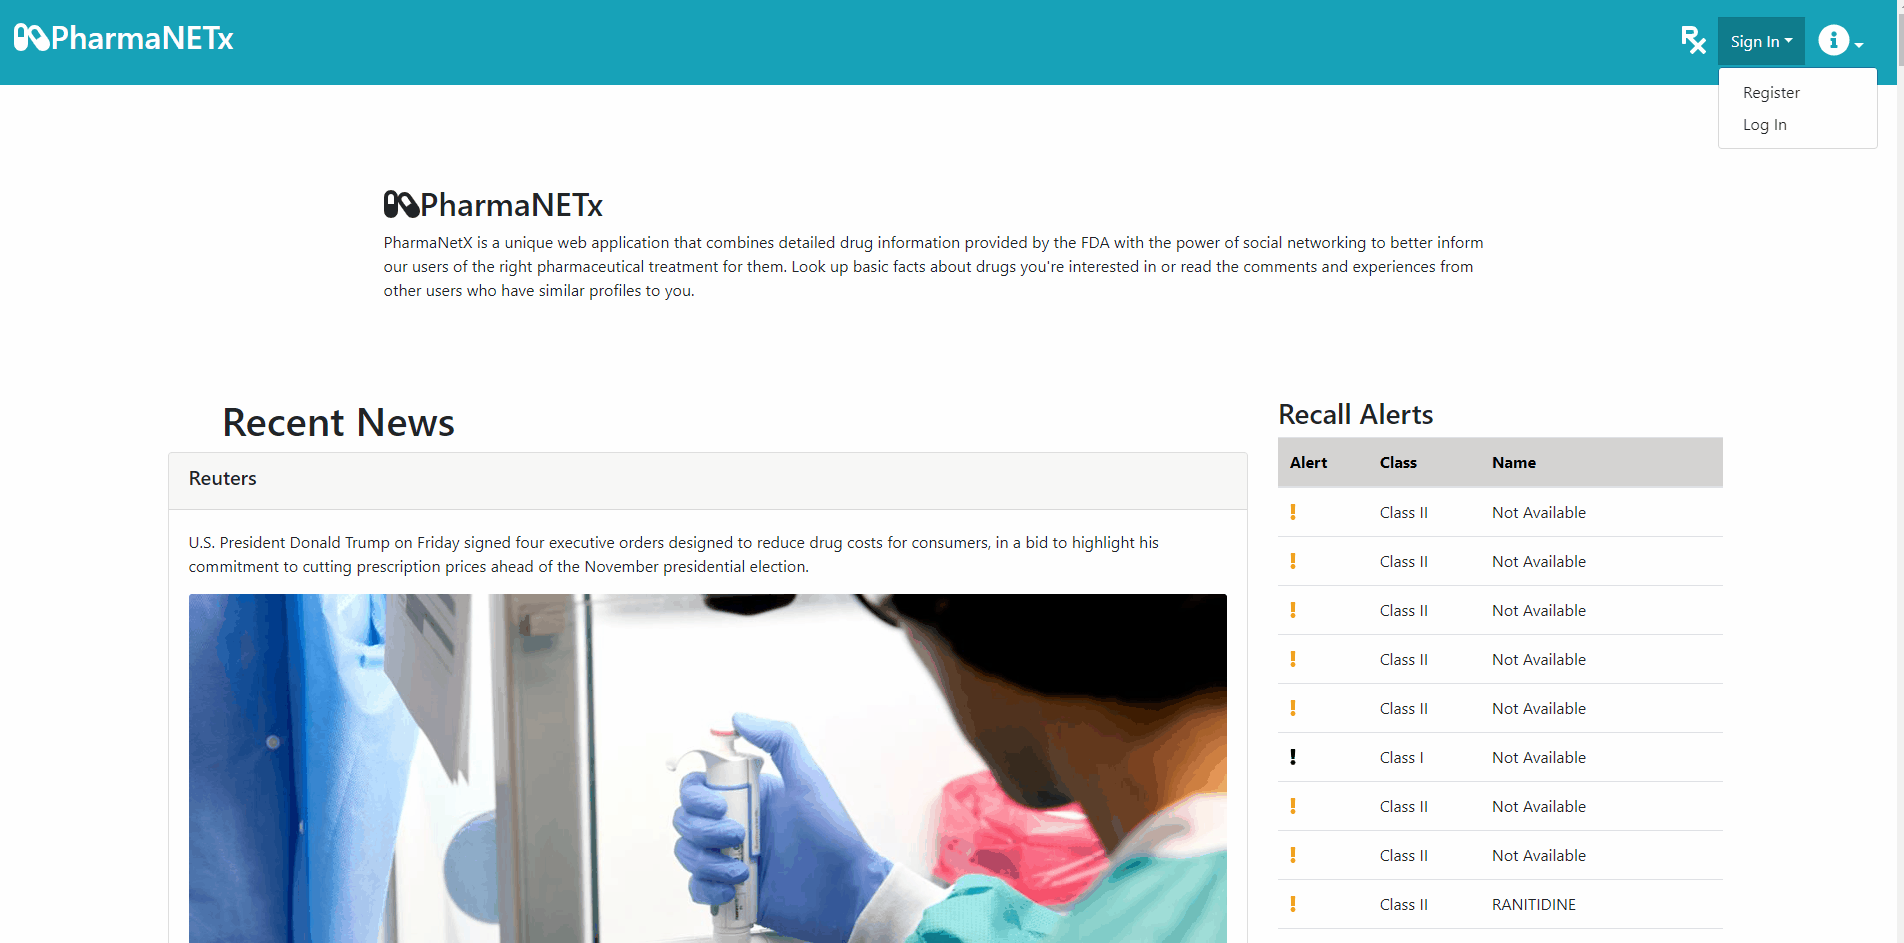 PharmaNETx
Sign In
Register
Log In
PharmaNETx
PharmaNetX is a unique web application that combines detailed drug information provided by the FDA with the power of social networking to better inform
our users of the right pharmaceutical treatment for them. Look up basic facts about drugs you're interested in or read the comments and experiences from
other users who have similar profiles to you.
Recent News
Reuters
U.S. President Donald Trump on Friday signed four executive orders designed to reduce drug costs for consumers, in a bid to highlight his
commitment to cutting prescription prices ahead of the November presidential election.
Recall Alerts
Alert Class Name
! Class II Not Available
! Class II Not Available
! Class II Not Available
! Class II Not Available
! Class II Not Available
! Class I Not Available
! Class II Not Available
! Class II Not Available
! Class II RANITIDINE